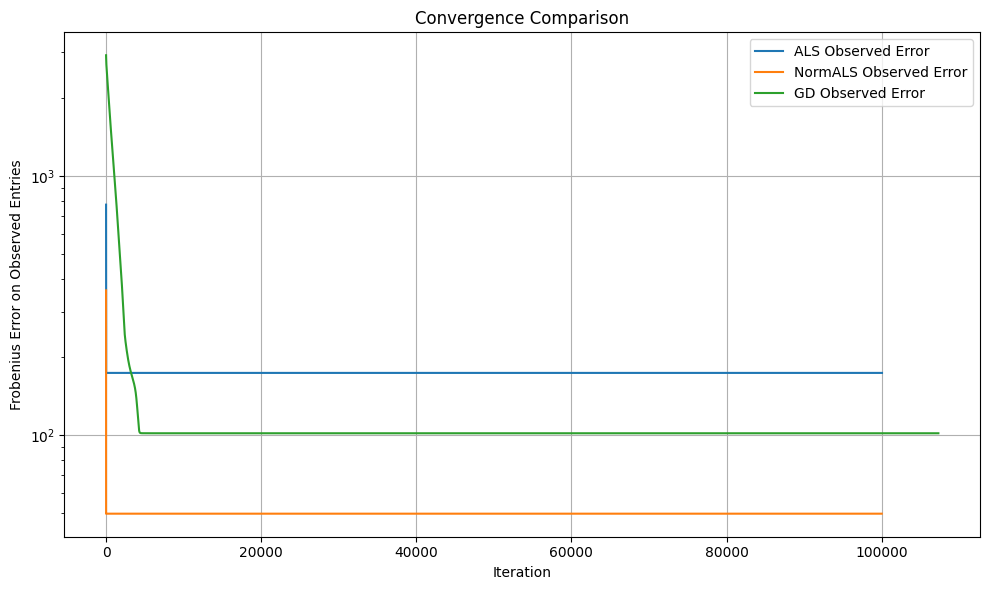 Convergence Comparison
ALS Observed Error
NormALS Observed Error
GD Observed Error
Frobenius Error on Observed Entries
10³
10²
0 20000 40000 60000 80000 100000
Iteration